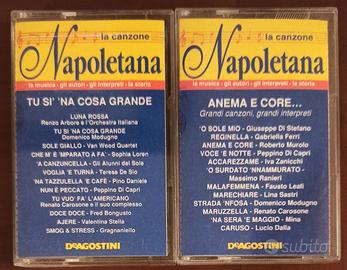 la canzone
Napoletana
la musica - gli autori - gli interpreti - la storia
TU SI' 'NA COSA GRANDE
LUNA ROSSA
Renzo Arbore e l'Orchestra Italiana
TU SI' 'NA COSA GRANDE
Domenico Modugno
SOLE GIALLO - Van Wood Quartet
CHE M' E' 'MPARATO A FA' - Sophia Loren
'A CANZUNCELLA - Gli Alunni del Sole
VOGLIA 'E TURNA' - Teresa De Sio
'NA TAZZULELLA 'E CAFÈ - Pino Daniele
NUN È PECCATO - Peppino Di Capri
TU VUO' FA' L'AMERICANO
Renato Carosone e il suo complesso
DOCE DOCE - Fred Bongusto
AJERE - Valentina Stella
SMOG & STRESS - Gragnaniello
DEAGOSTINI
la canzone
Napoletana
la musica - gli autori - gli interpreti - la storia
ANEMA E CORE...
Grandi canzoni, grandi interpreti
'O SOLE MIO - Giuseppe Di Stefano
REGINELLA - Gabriella Ferri
ANEMA E CORE - Roberto Murolo
VOCE 'E NOTTE - Peppino Di Capri
ACCAREZZAME - Iva Zanicchi
'O SURDATO 'NNAMMURATO -
Massimo Ranieri
MALAFEMMENA - Fausto Leali
MARECHIARE - Lina Sastri
STRADA 'NFOSA - Domenico Modugno
MARUZZELLA - Renato Carosone
'NA SERA 'E MAGGIO - Mina
CARUSO - Lucio Dalla
DEAGOSTINI
subito